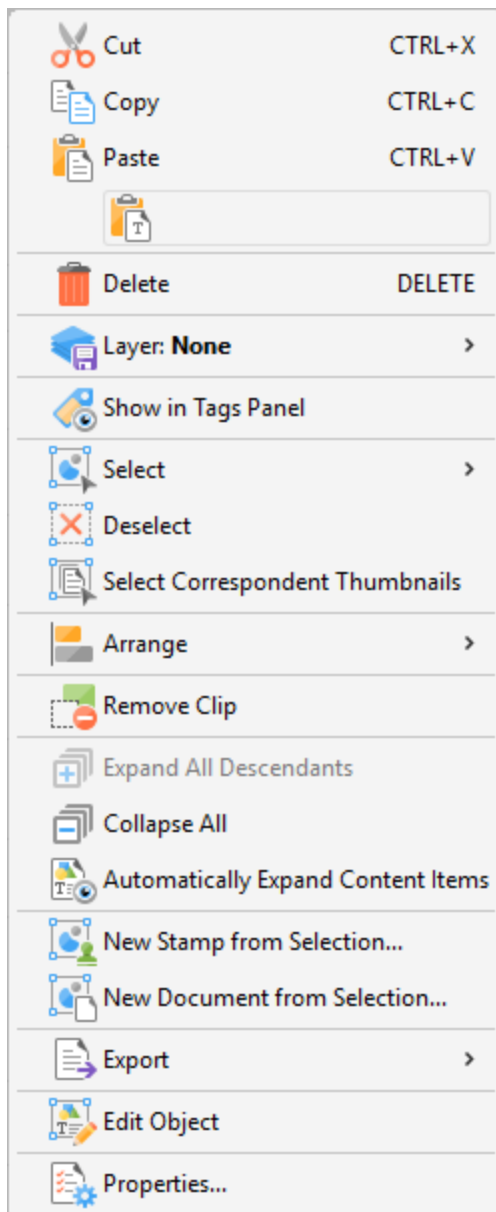 Cut CTRL+X
Copy CTRL+C
Paste CTRL+V
T
Delete DELETE
Layer: None
Show in Tags Panel
Select
Deselect
Select Correspondent Thumbnails
Arrange
Remove Clip
Expand All Descendants
Collapse All
Automatically Expand Content Items
New Stamp from Selection...
New Document from Selection...
Export
Edit Object
Properties...